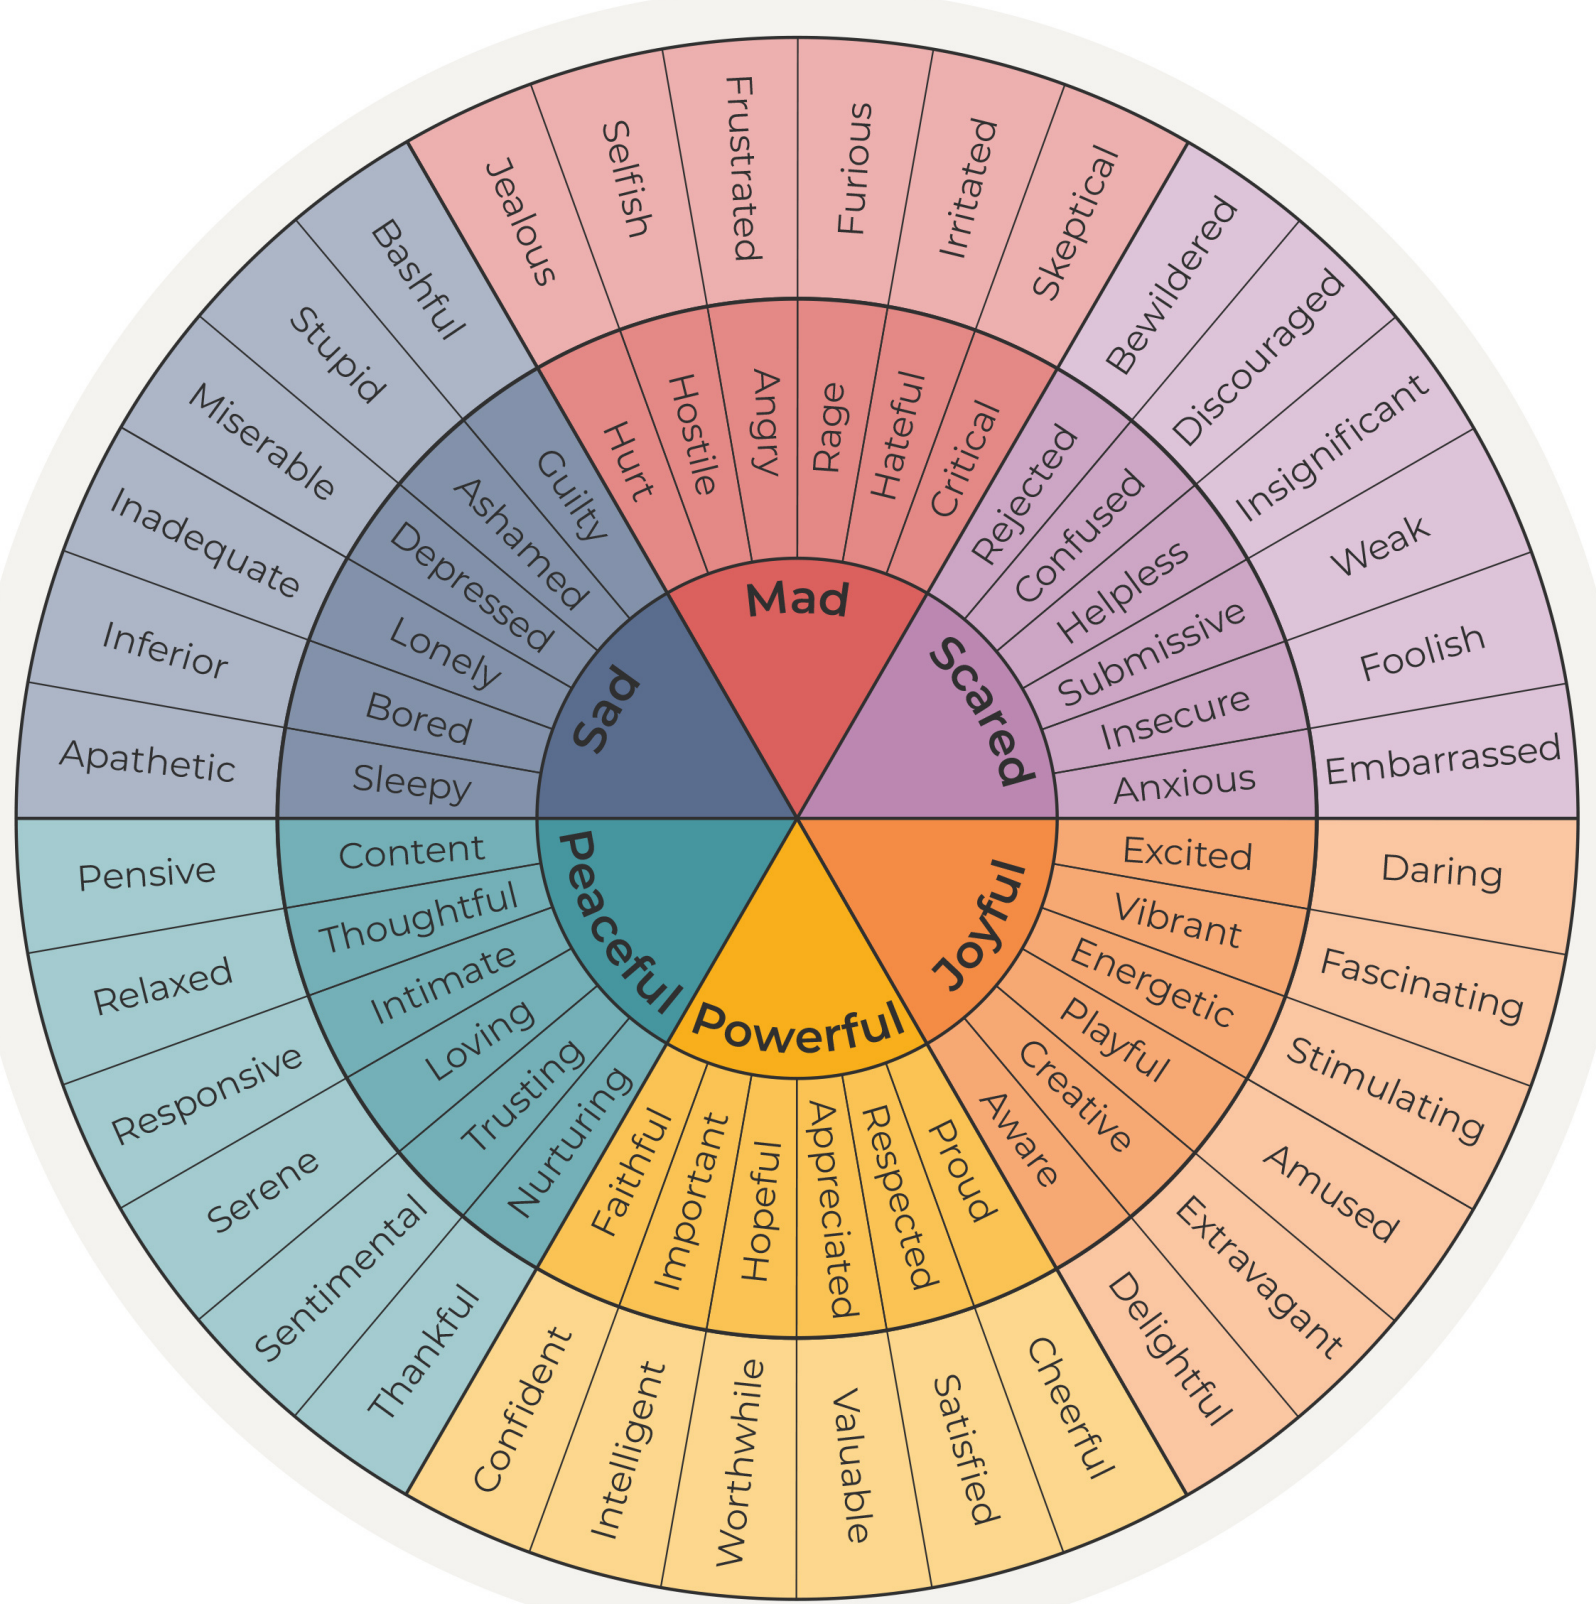 Mad
Scared
Joyful
Powerful
Peaceful
Sad
Hurt
Hostile
Angry
Rage
Hateful
Critical
Rejected
Confused
Helpless
Submissive
Insecure
Anxious
Excited
Vibrant
Energetic
Playful
Creative
Aware
Proud
Respected
Appreciated
Hopeful
Important
Faithful
Nurturing
Trusting
Loving
Intimate
Thoughtful
Content
Sleepy
Bored
Lonely
Depressed
Ashamed
Guilty
Jealous
Selfish
Frustrated
Furious
Irritated
Skeptical
Bewildered
Discouraged
Insignificant
Weak
Foolish
Embarrassed
Daring
Fascinating
Stimulating
Amused
Extravagant
Delightful
Cheerful
Satisfied
Valuable
Worthwhile
Intelligent
Confident
Thankful
Sentimental
Serene
Responsive
Relaxed
Pensive
Apathetic
Inferior
Inadequate
Miserable
Stupid
Bashful